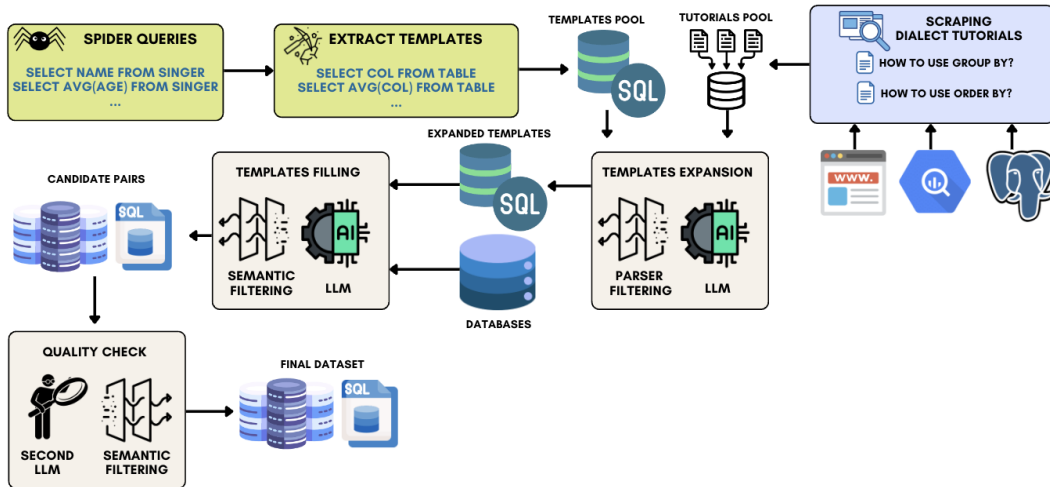 SPIDER QUERIES
SELECT NAME FROM SINGER
SELECT AVG(AGE) FROM SINGER
...
EXTRACT TEMPLATES
SELECT COL FROM TABLE
SELECT AVG(COL) FROM TABLE
...
TEMPLATES POOL
SQL
TUTORIALS POOL
SCRAPING
DIALECT TUTORIALS
HOW TO USE GROUP BY?
HOW TO USE ORDER BY?
WWW.
TEMPLATES EXPANSION
AI
PARSER
FILTERING
LLM
EXPANDED TEMPLATES
SQL
DATABASES
TEMPLATES FILLING
AI
SEMANTIC
FILTERING
LLM
CANDIDATE PAIRS
SQL
QUALITY CHECK
SECOND
LLM
SEMANTIC
FILTERING
FINAL DATASET
SQL